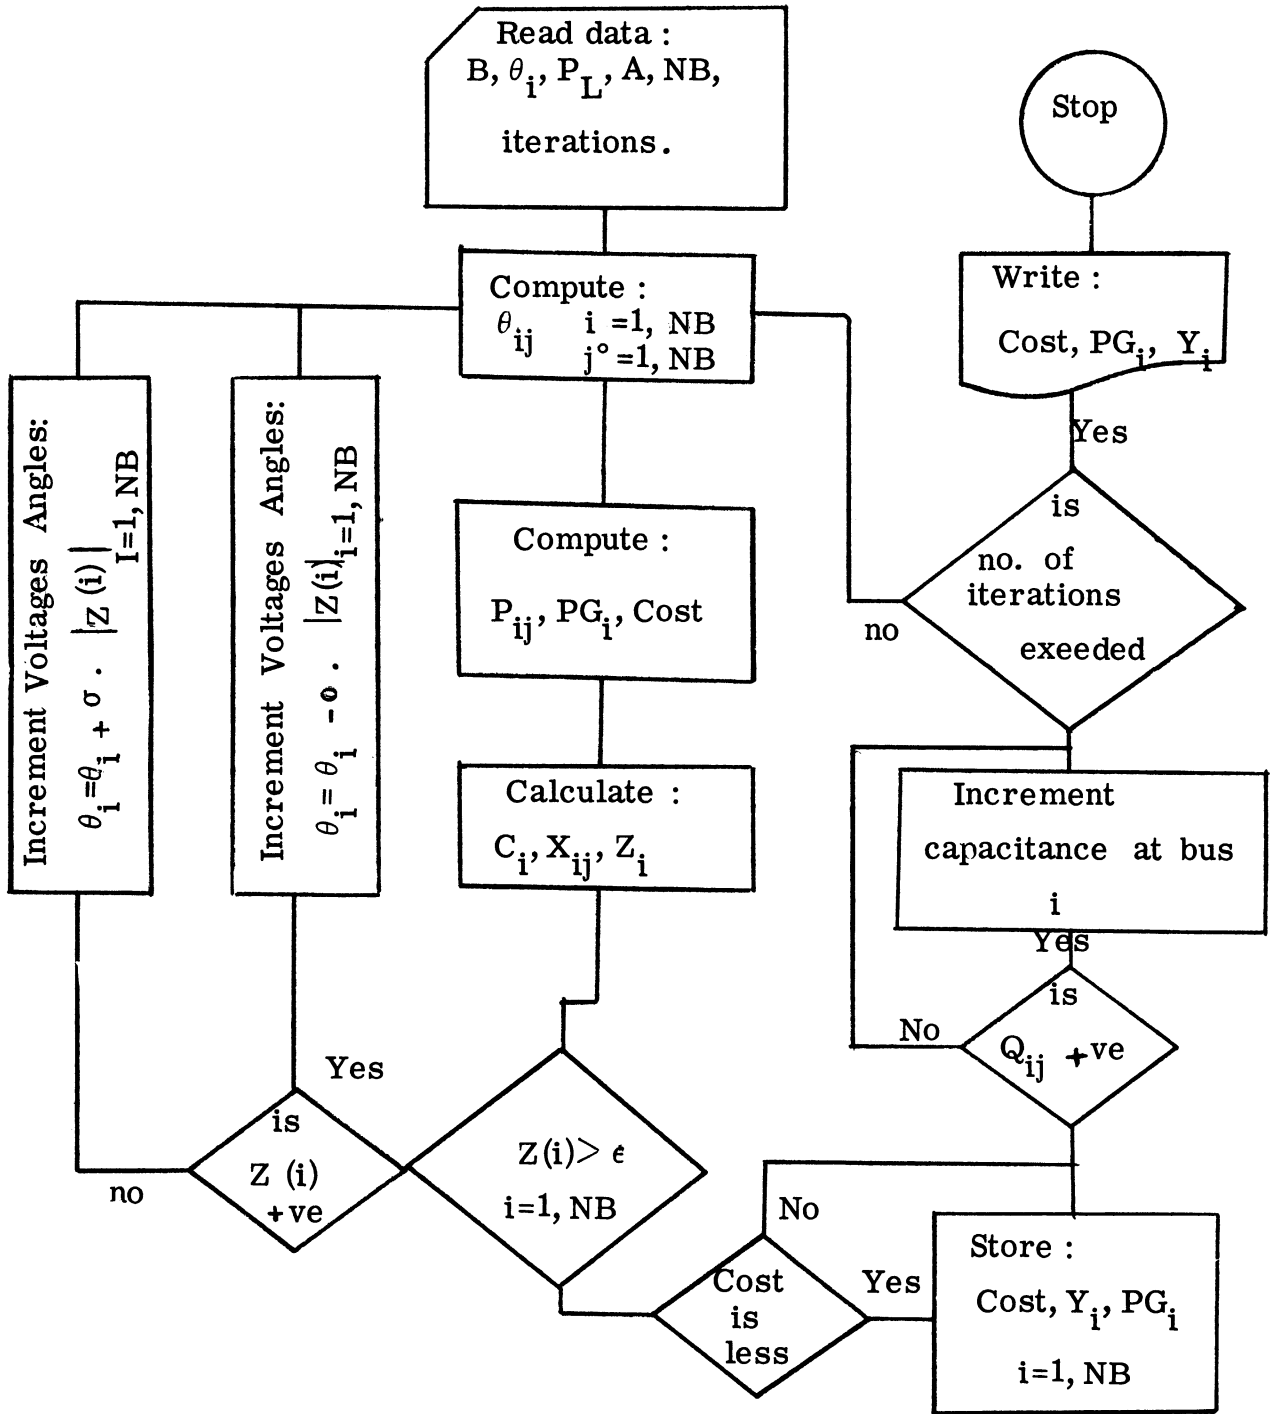 Read data :
B, θi, PL, A, NB,
iterations.
Stop
Compute :
θij i =1, NB
j°=1, NB
Write :
Cost, PGi, Yi
Yes
Increment Voltages Angles:
θi=θi + σ . |Z (i)| I=1, NB
Increment Voltages Angles:
θi= θi -o . |Z(i)|i=1, NB
Compute :
Pij, PGi, Cost
is
no. of
iterations
exeeded
no
Calculate :
Ci, Xij, Zi
Increment
capacitance at bus
i
Yes
is
Qij +ve
No
Yes
is
Z (i)
+ve
no
Z(i)> ϵ
i=1, NB
No
Cost
is
less
Yes
Store :
Cost, Yi, PGi
i=1, NB